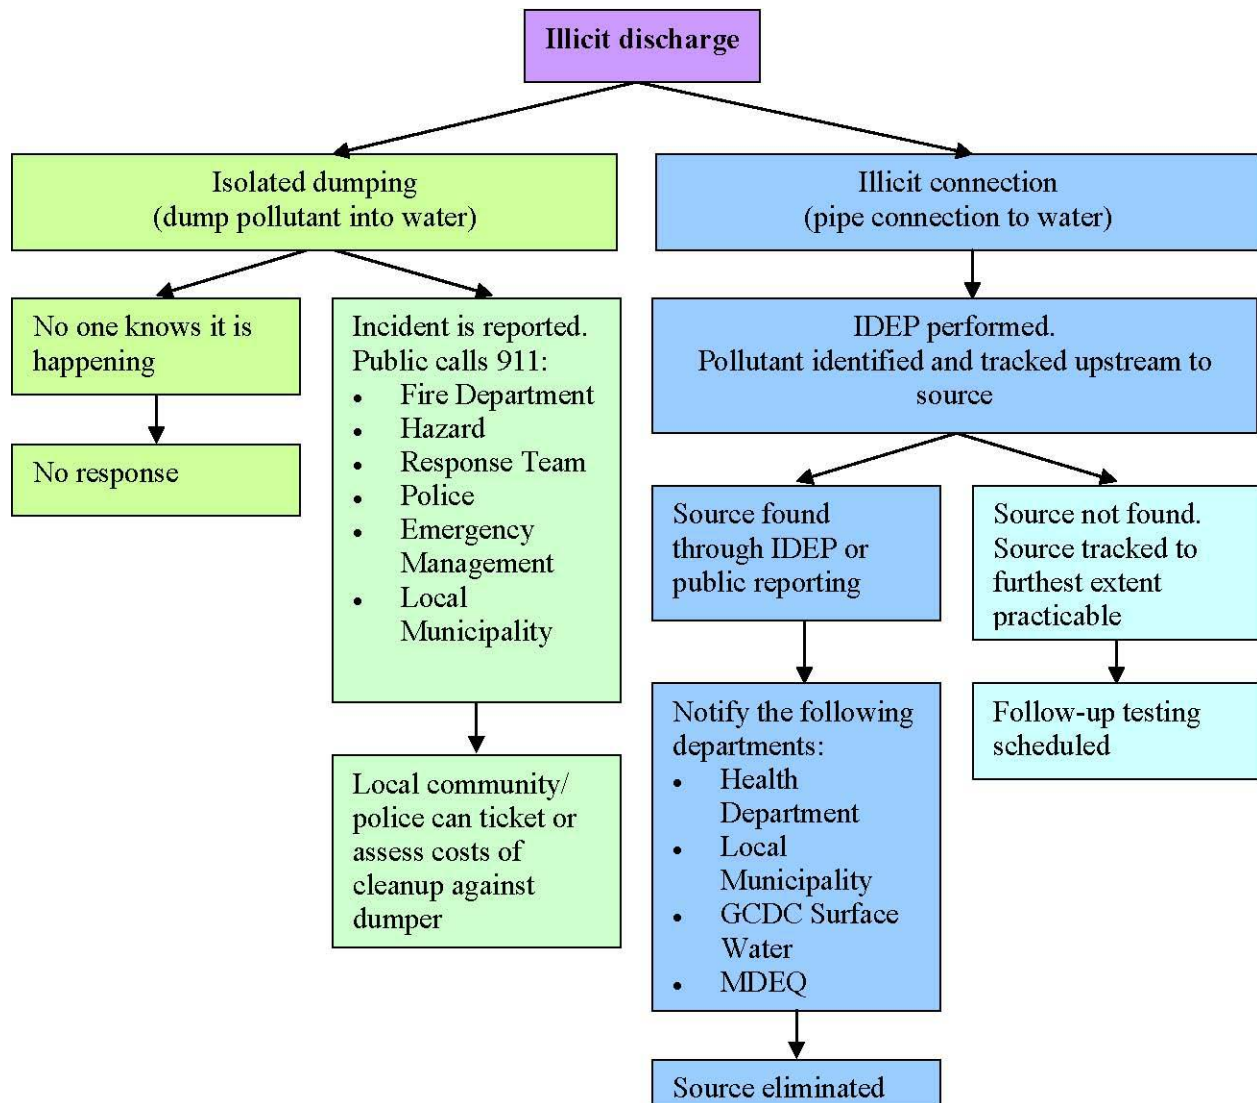 Illicit discharge
Isolated dumping
(dump pollutant into water)
Illicit connection
(pipe connection to water)
No one knows it is
happening
No response
Incident is reported.
Public calls 911:
• Fire Department
• Hazard
• Response Team
• Police
• Emergency
Management
• Local
Municipality
Local community/
police can ticket or
assess costs of
cleanup against
dumper
IDEP performed.
Pollutant identified and tracked upstream to
source
Source found
through IDEP or
public reporting
Notify the following
departments:
• Health
Department
• Local
Municipality
• GCDC Surface
Water
• MDEQ
Source eliminated
Source not found.
Source tracked to
furthest extent
practicable
Follow-up testing
scheduled